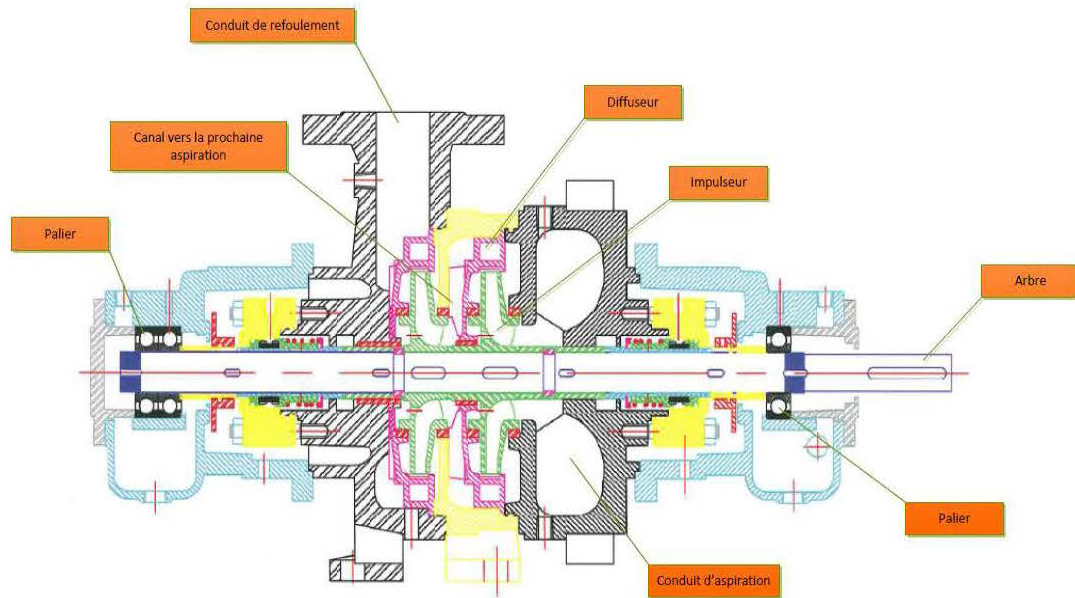 Conduit de refoulement
Diffuseur
Canal vers la prochaine
aspiration
Impulseur
Palier
Arbre
Palier
Conduit d'aspiration